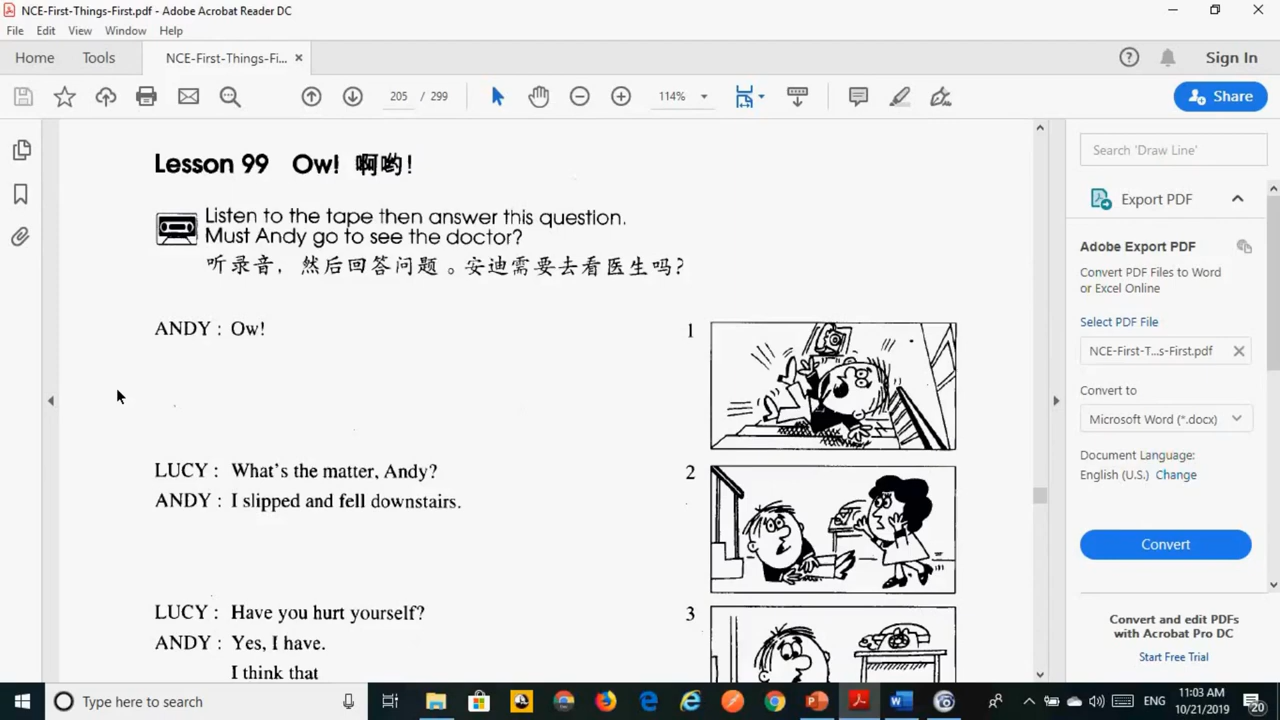 NCE-First-Things-First.pdf - Adobe Acrobat Reader DC
File Edit View Window Help
Home Tools NCE-First-Things-Fi... ×
Sign In
205 / 299 114% Share
Lesson 99 Ow! 啊哟!
Listen to the tape then answer this question.
Must Andy go to see the doctor?
听录音，然后回答问题。安迪需要去看医生吗?
ANDY : Ow!
1
LUCY : What's the matter, Andy?
ANDY : I slipped and fell downstairs.
2
LUCY : Have you hurt yourself?
ANDY : Yes, I have.
I think that
3
Search 'Draw Line'
Export PDF
Adobe Export PDF
Convert PDF Files to Word
or Excel Online
Select PDF File
NCE-First-T...s-First.pdf
Convert to
Microsoft Word (*.docx)
Document Language:
English (U.S.) Change
Convert
Convert and edit PDFs
with Acrobat Pro DC
Start Free Trial
Type here to search
ENG
11:03 AM
10/21/2019
20